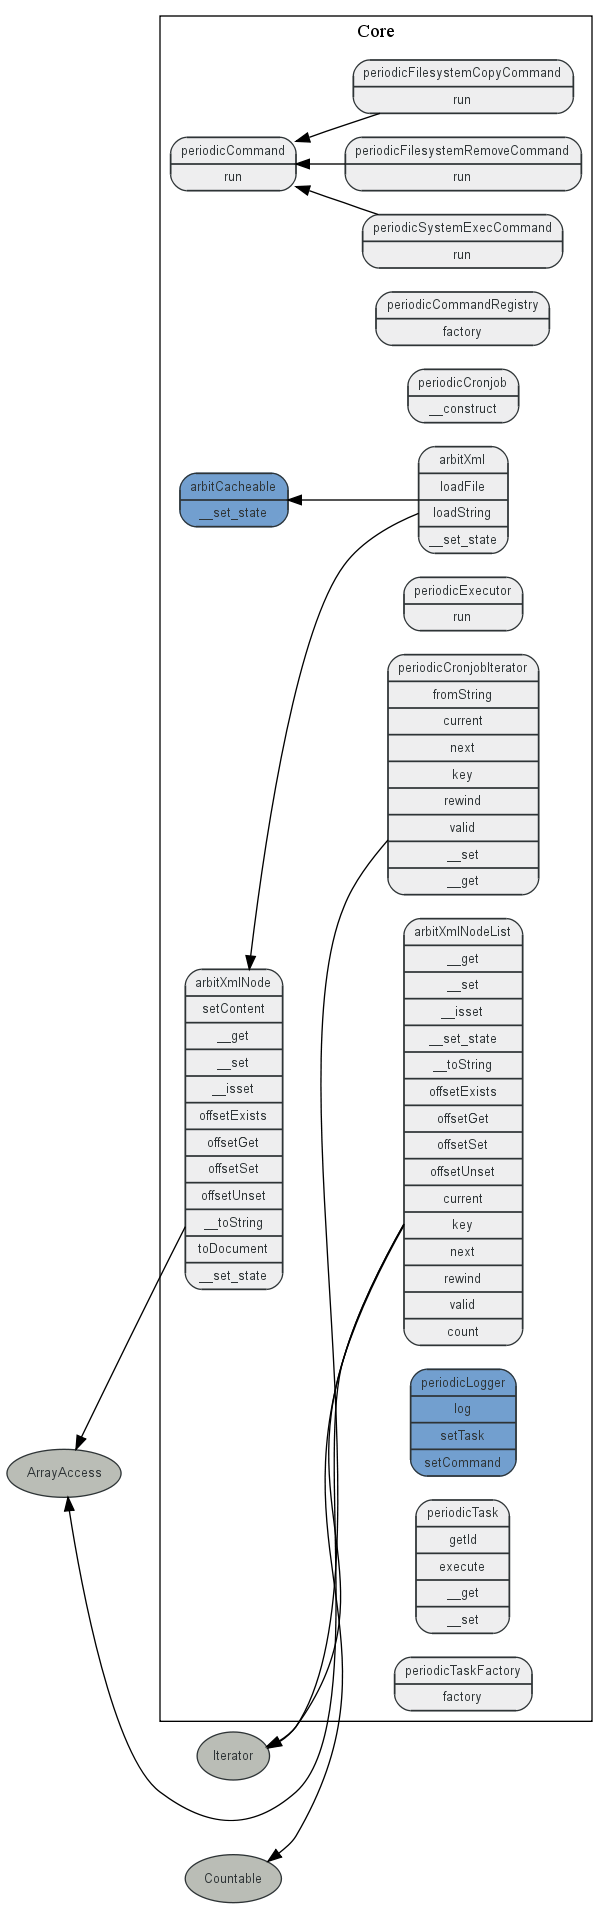 Core
periodicFilesystemCopyCommand
run
periodicCommand
run
periodicFilesystemRemoveCommand
run
periodicSystemExecCommand
run
periodicCommandRegistry
factory
periodicCronjob
__construct
arbitXml
loadFile
loadString
__set_state
arbitCacheable
__set_state
periodicExecutor
run
periodicCronjobIterator
fromString
current
next
key
rewind
valid
__set
__get
arbitXmlNodeList
__get
__set
__isset
__set_state
__toString
offsetExists
offsetGet
offsetSet
offsetUnset
current
key
next
rewind
valid
count
arbitXmlNode
setContent
__get
__set
__isset
offsetExists
offsetGet
offsetSet
offsetUnset
__toString
toDocument
__set_state
periodicLogger
log
setTask
setCommand
ArrayAccess
periodicTask
getId
execute
__get
__set
periodicTaskFactory
factory
Iterator
Countable